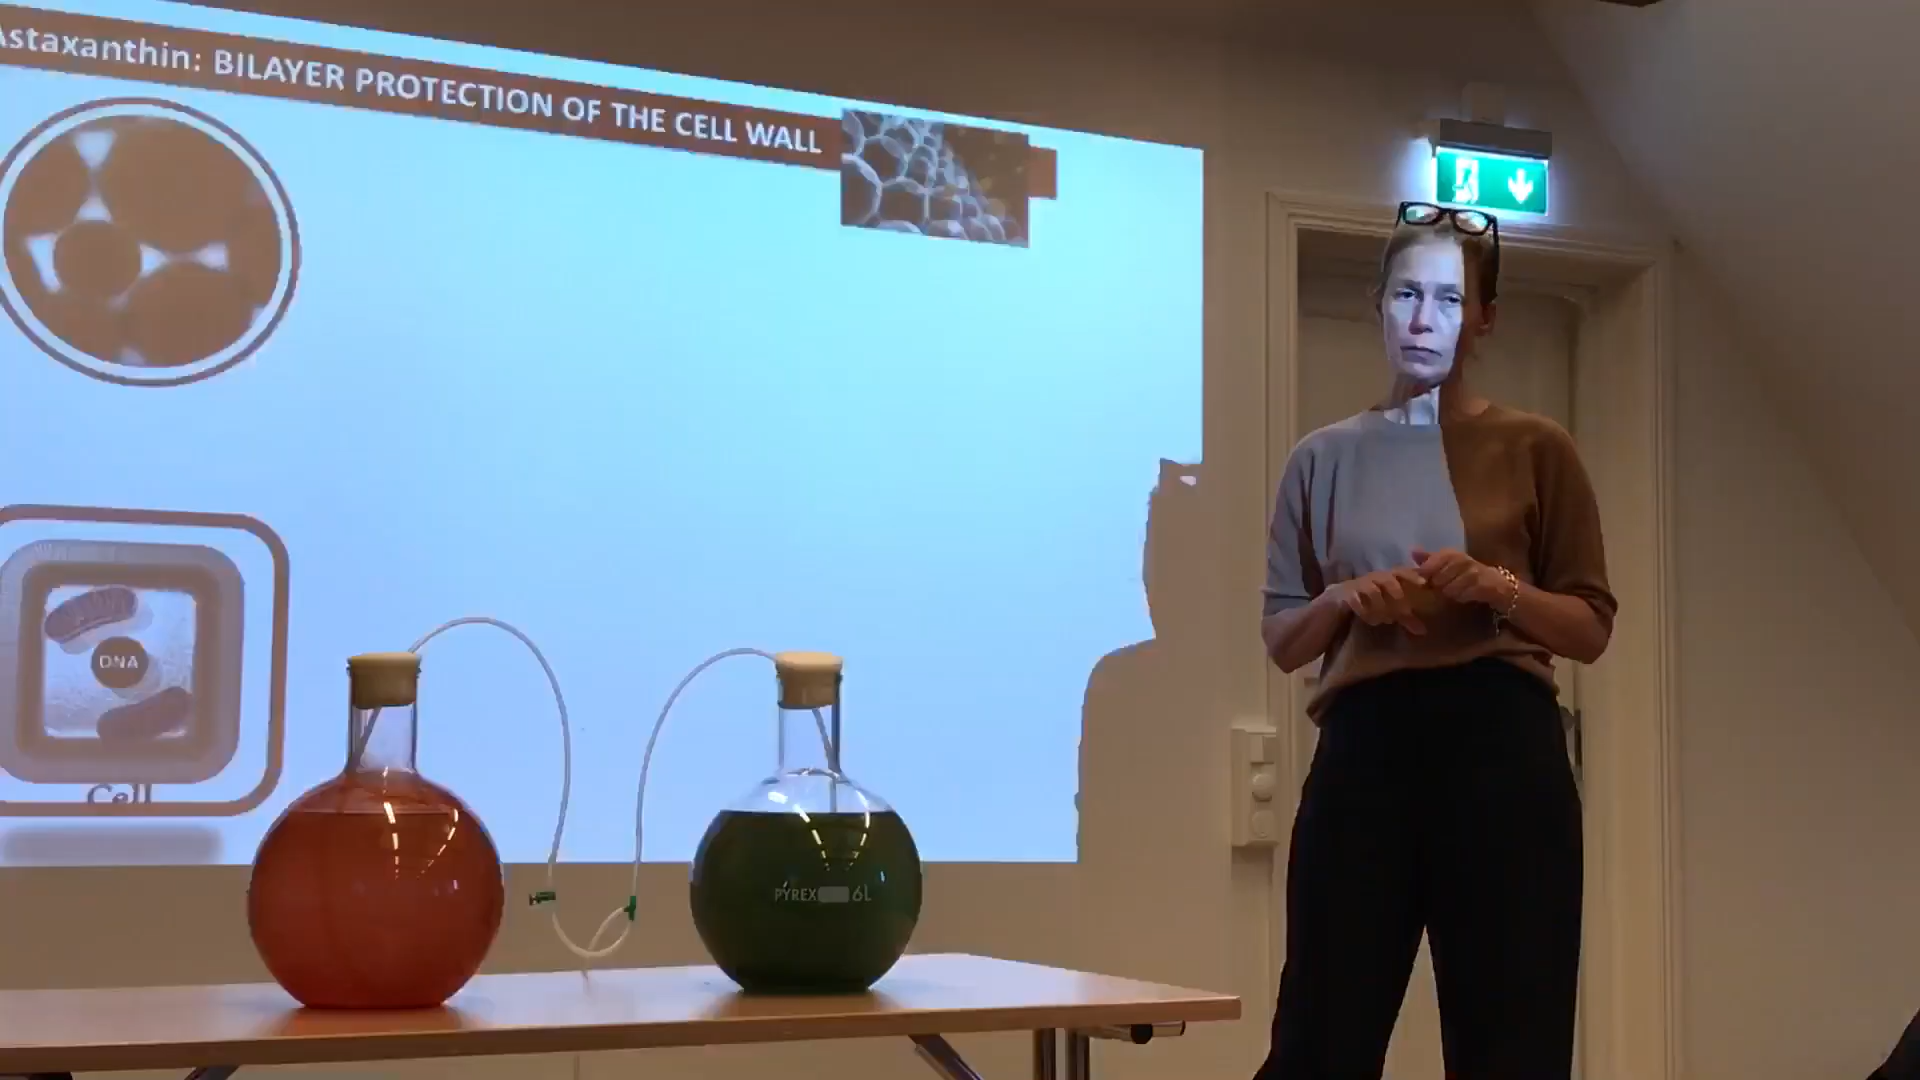 Astaxanthin: BILAYER PROTECTION OF THE CELL WALL
DNA
Cell
PYREX 6L